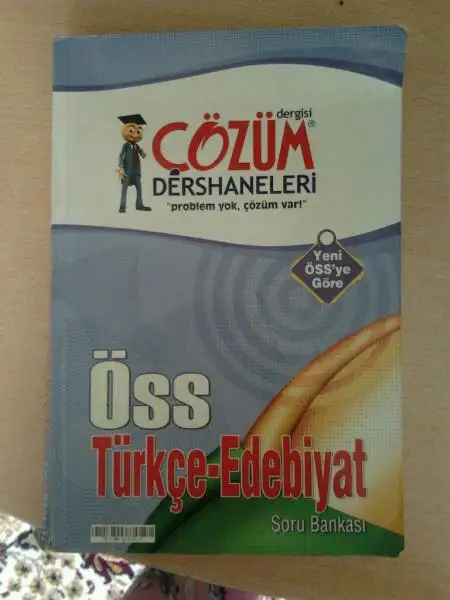 dergisi
ÇÖZÜM®
DERSHANELERİ
"problem yok, çözüm var!"
Yeni
ÖSS'ye
Göre
Öss
Türkçe-Edebiyat
Soru Bankası